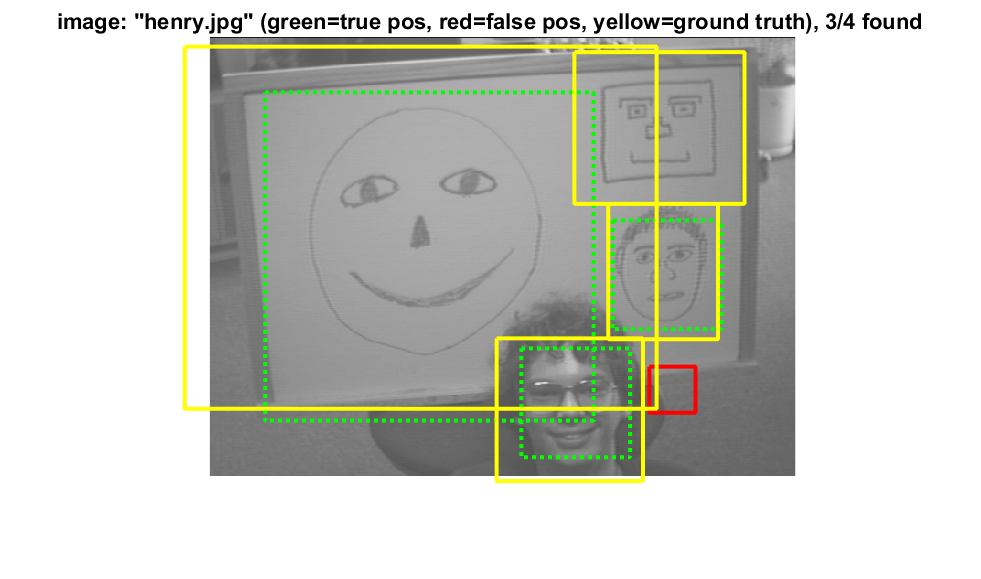 image: "henry.jpg" (green=true pos, red=false pos, yellow=ground truth), 3/4 found